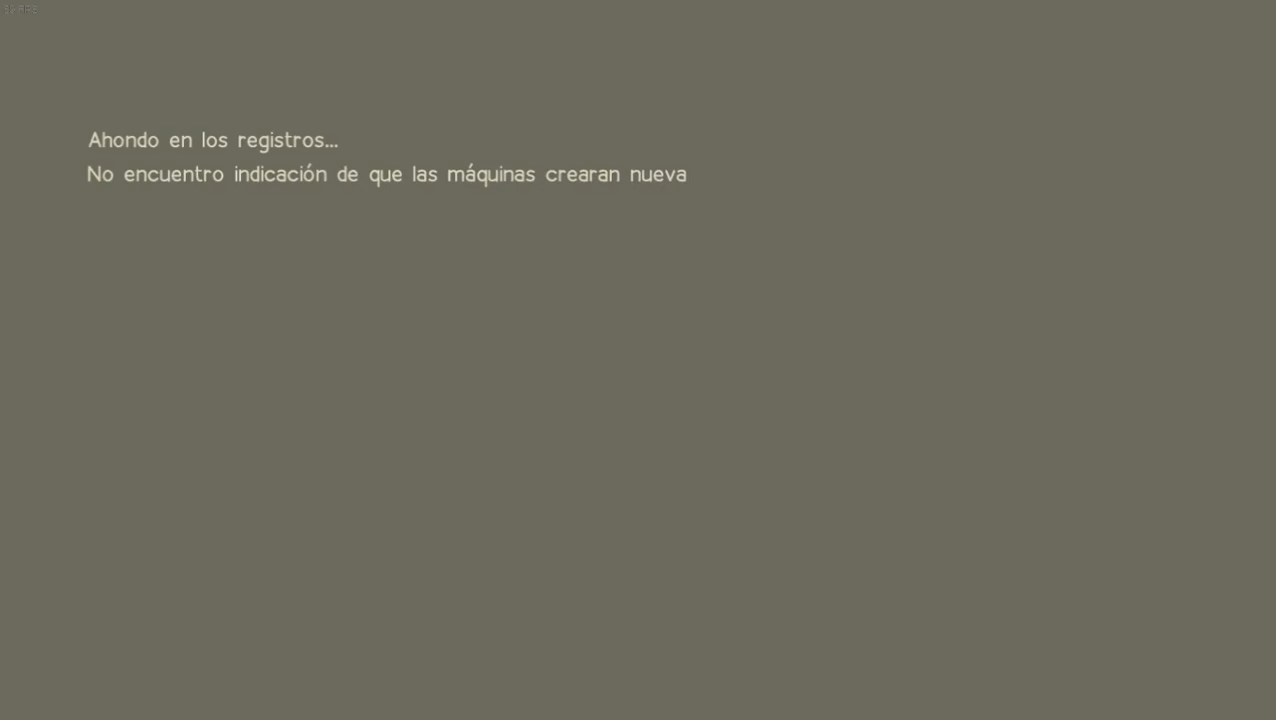 Ahondo en los registros...
No encuentro indicación de que las máquinas crearan nueva